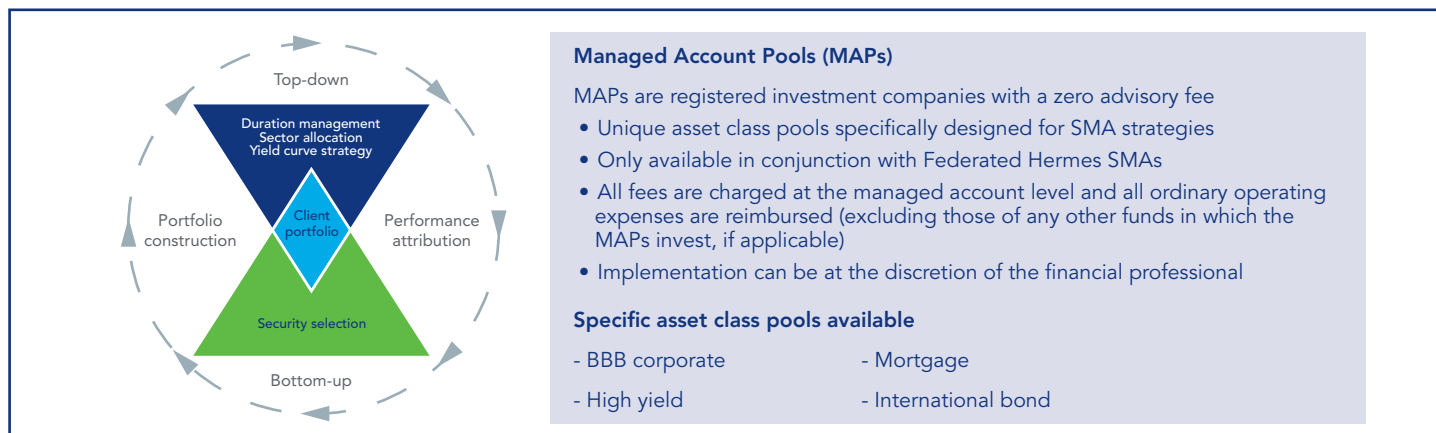 Top-down
Duration management
Sector allocation
Yield curve strategy
Portfolio
construction
Client
portfolio
Performance
attribution
Security selection
Bottom-up
Managed Account Pools (MAPs)
MAPs are registered investment companies with a zero advisory fee
• Unique asset class pools specifically designed for SMA strategies
• Only available in conjunction with Federated Hermes SMAs
• All fees are charged at the managed account level and all ordinary operating
expenses are reimbursed (excluding those of any other funds in which the
MAPs invest, if applicable)
• Implementation can be at the discretion of the financial professional
Specific asset class pools available
- BBB corporate - Mortgage
- High yield - International bond